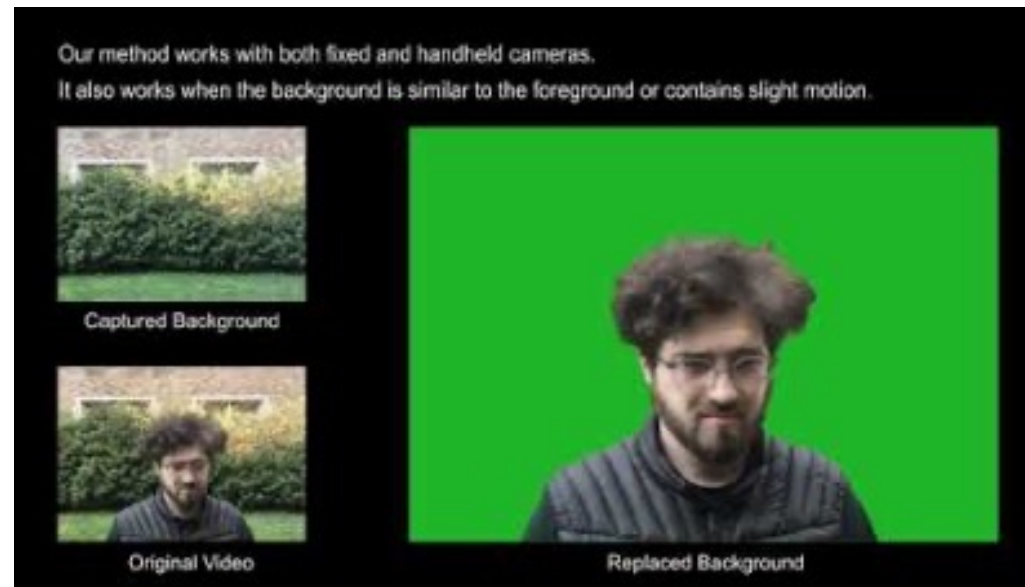 Our method works with both fixed and handheld cameras.
It also works when the background is similar to the foreground or contains slight motion.
Captured Background
Original Video
Replaced Background